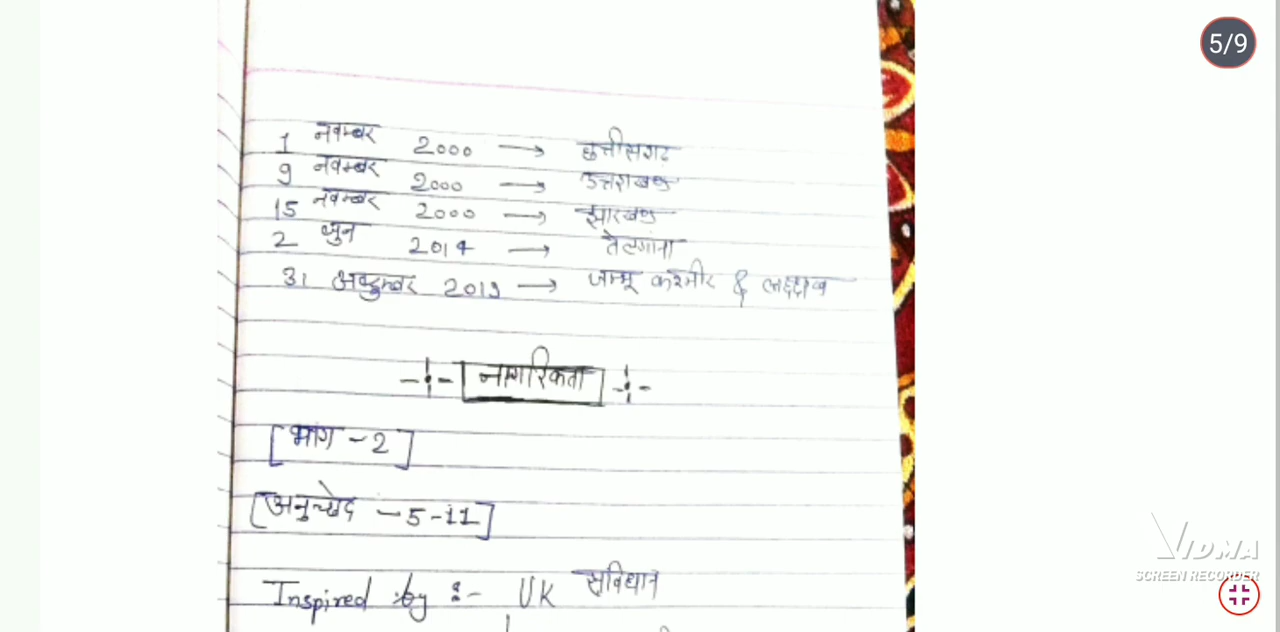 5/9
1 नवम्बर 2000 → छत्तीसगढ़
9 नवम्बर 2000 → उत्तराखण्ड
15 नवम्बर 2000 → झारखण्ड
2 जुन 2014 → तेलगांना
31 अक्टुम्बर 2019 → जम्मू कश्मीर &
नागरिकता
[भाग - 2]
[अनुच्छेद - 5-11]
Inspired by :- UK सविधान
VIDMA
SCREEN RECORDER